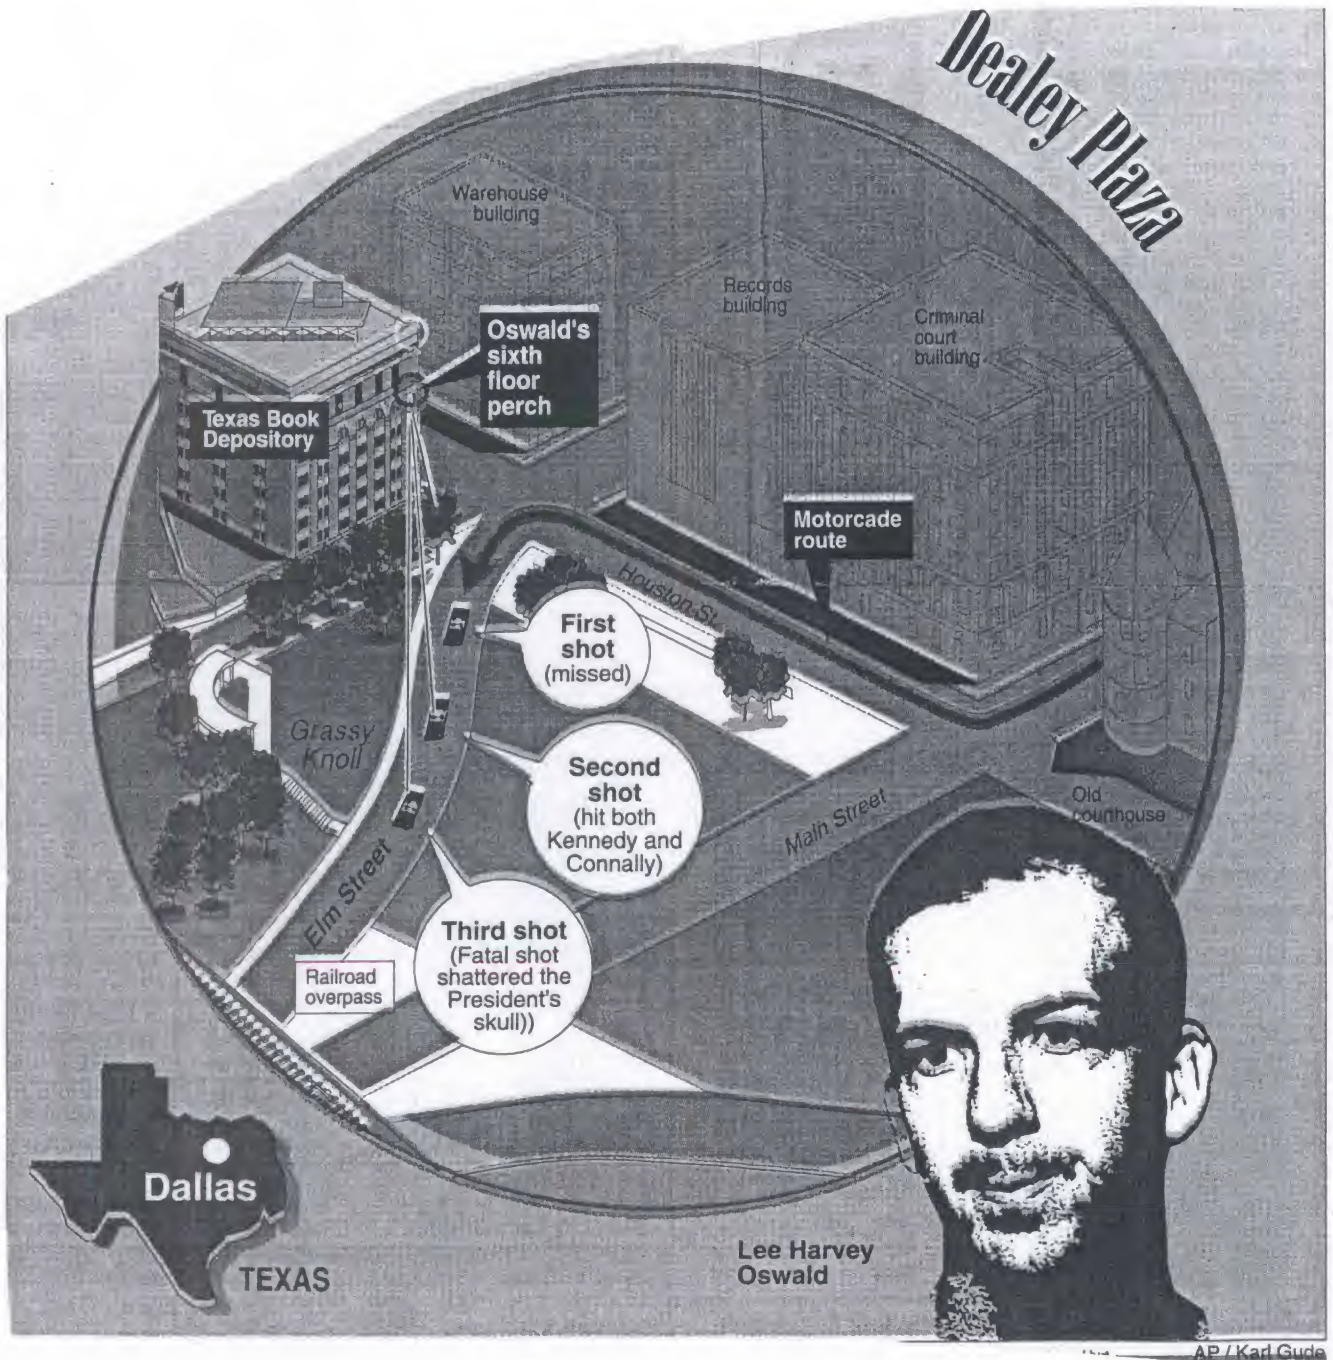 Dealey Plaza
Warehouse
building
Records
building
Criminal
court
building
Oswald's
sixth
floor
perch
Texas Book
Depository
Motorcade
route
Houston St.
First
shot
(missed)
Grassy
Knoll
Second
shot
(hit both
Kennedy and
Connally)
Main Street
Old
courthouse
Elm Street
Third shot
(Fatal shot
shattered the
President's
skull))
Railroad
overpass
Dallas
TEXAS
Lee Harvey
Oswald
AP / Karl Gude